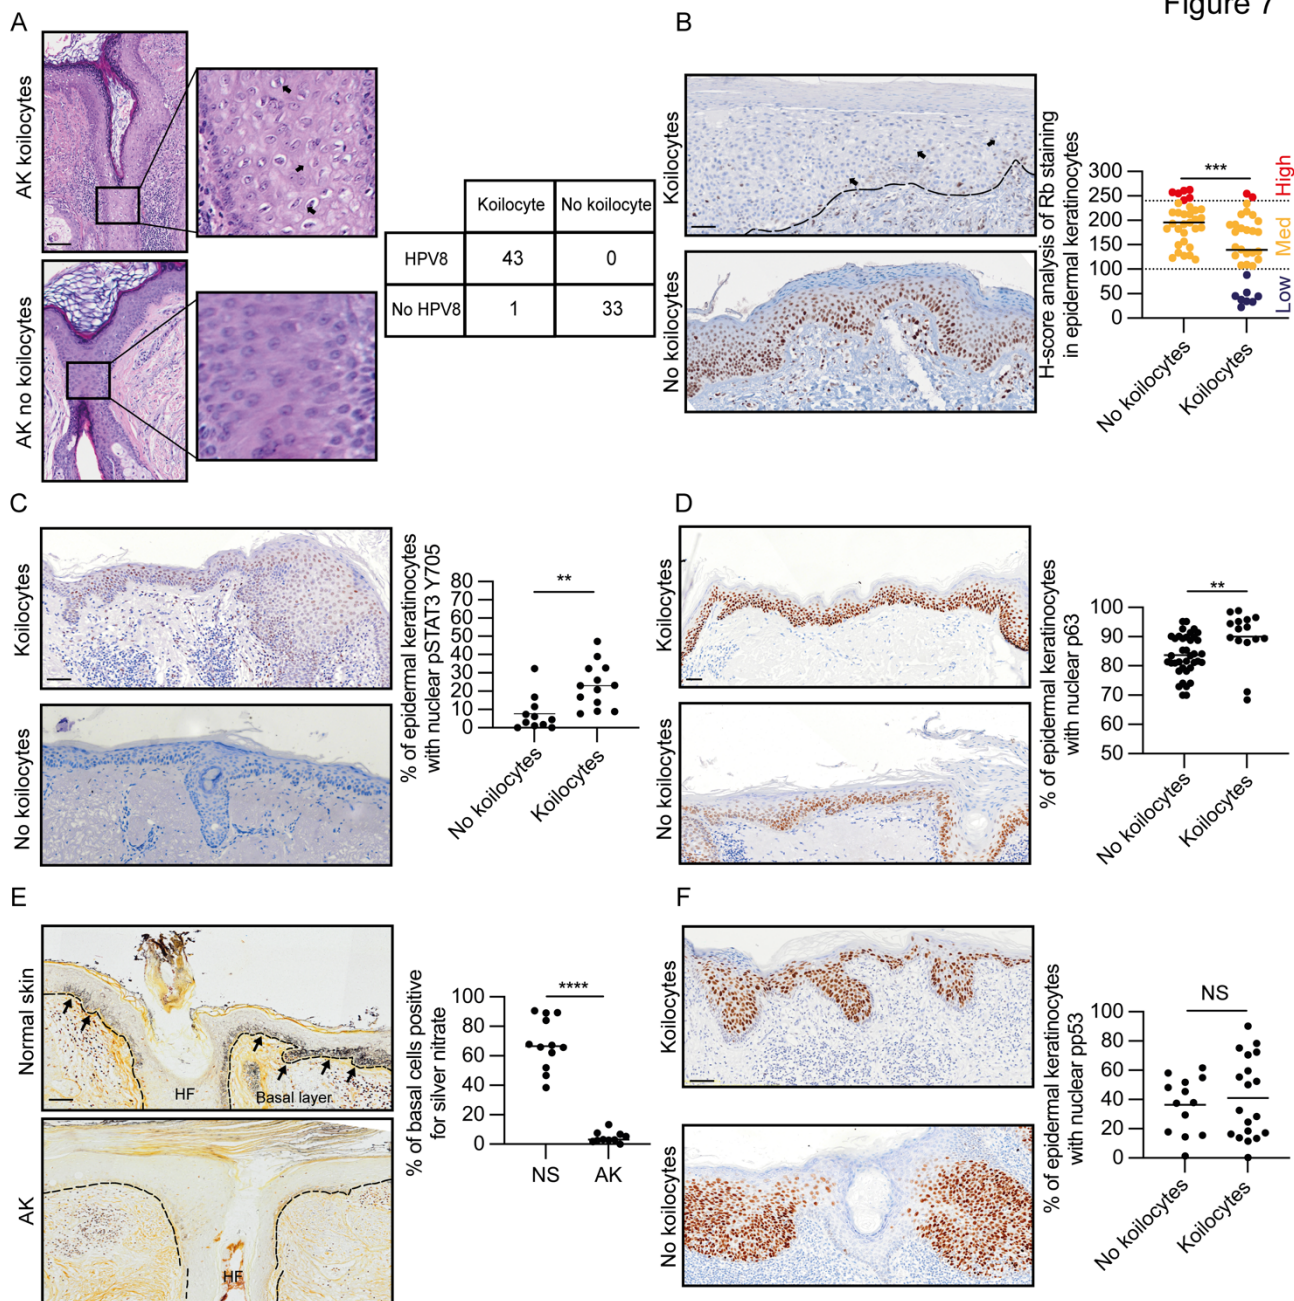 Figure 7
A
AK koilocytes
AK no koilocytes
Koilocyte
No koilocyte
HPV8
43
0
No HPV8
1
33
B
Koilocytes
No koilocytes
H-score analysis of Rb staining
in epidermal keratinocytes
300
250
200
150
100
50
0
***
High
Med
Low
No koilocytes
Koilocytes
C
Koilocytes
No koilocytes
% of epidermal keratinocytes
with nuclear pSTAT3 Y705
80
70
60
50
40
30
20
10
0
**
No koilocytes
Koilocytes
D
Koilocytes
No koilocytes
% of epidermal keratinocytes
with nuclear p63
100
90
80
70
60
50
**
No koilocytes
Koilocytes
E
Normal skin
HF
Basal layer
AK
HF
% of basal cells positive
for silver nitrate
100
80
60
40
20
0
****
NS
AK
F
Koilocytes
No koilocytes
% of epidermal keratinocytes
with nuclear pp53
100
80
60
40
20
0
NS
No koilocytes
Koilocytes